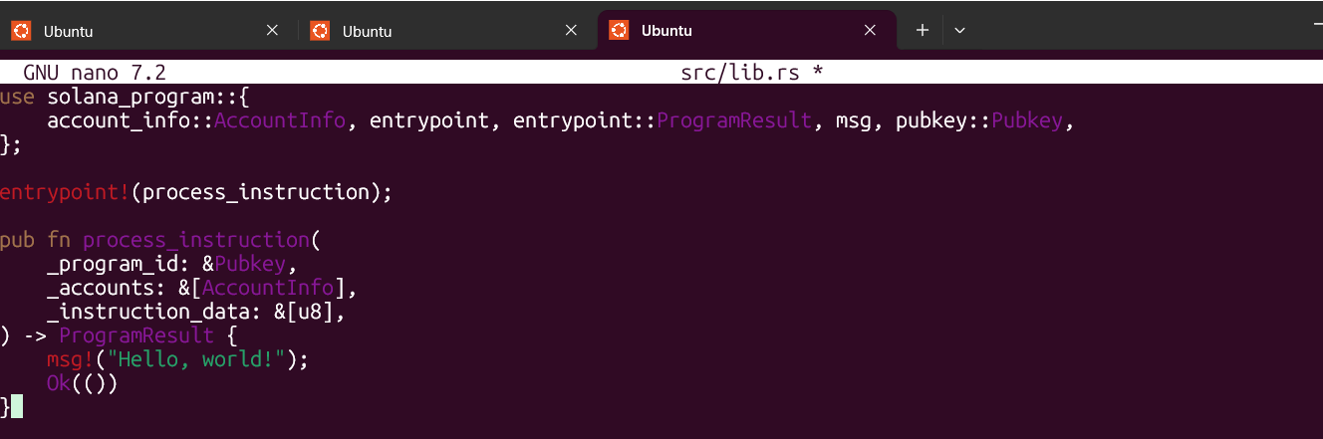 Ubuntu
Ubuntu
Ubuntu
GNU nano 7.2 src/lib.rs *
use solana_program::{
    account_info::AccountInfo, entrypoint, entrypoint::ProgramResult, msg, pubkey::Pubkey,
};
entrypoint!(process_instruction);
pub fn process_instruction(
    _program_id: &Pubkey,
    _accounts: &[AccountInfo],
    _instruction_data: &[u8],
) -> ProgramResult {
    msg!("Hello, world!");
    Ok(())
}